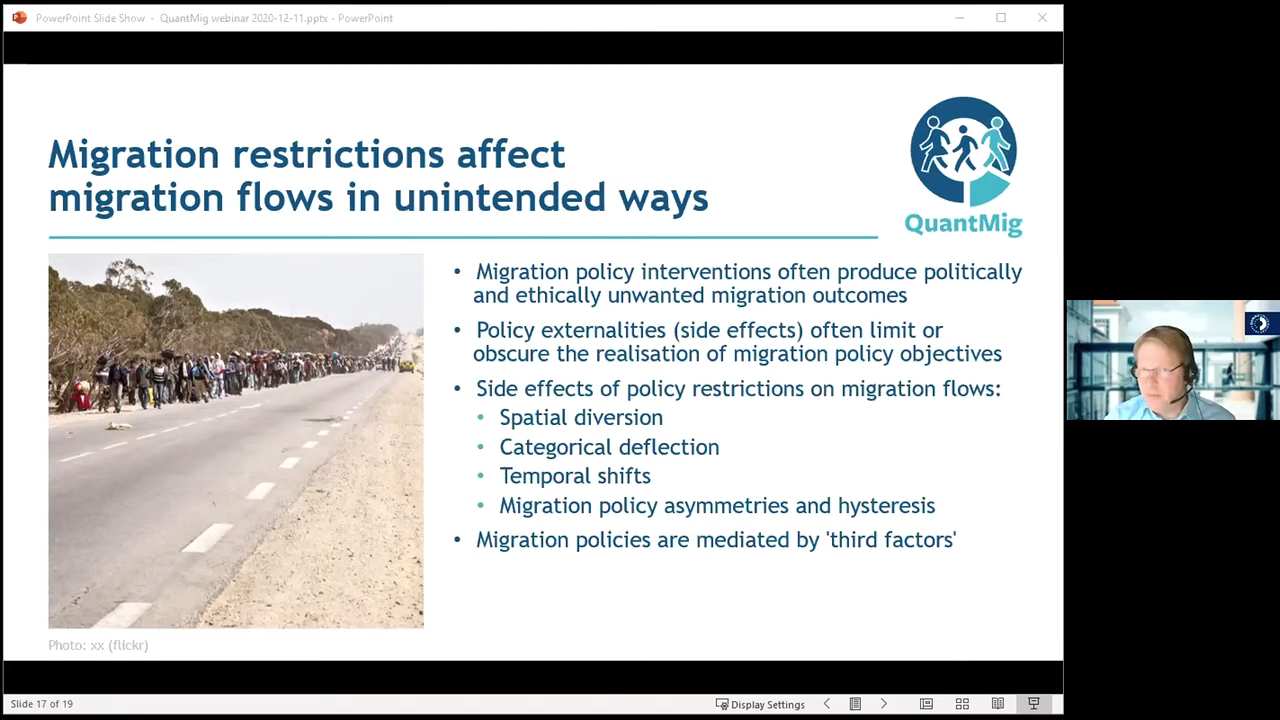 PowerPoint Slide Show - QuantMig webinar 2020-12-11.pptx - PowerPoint
Migration restrictions affect
migration flows in unintended ways
QuantMig
• Migration policy interventions often produce politically
and ethically unwanted migration outcomes
• Policy externalities (side effects) often limit or
obscure the realisation of migration policy objectives
• Side effects of policy restrictions on migration flows:
• Spatial diversion
• Categorical deflection
• Temporal shifts
• Migration policy asymmetries and hysteresis
• Migration policies are mediated by 'third factors'
Photo: xx (flickr)
Slide 17 of 19
Display Settings